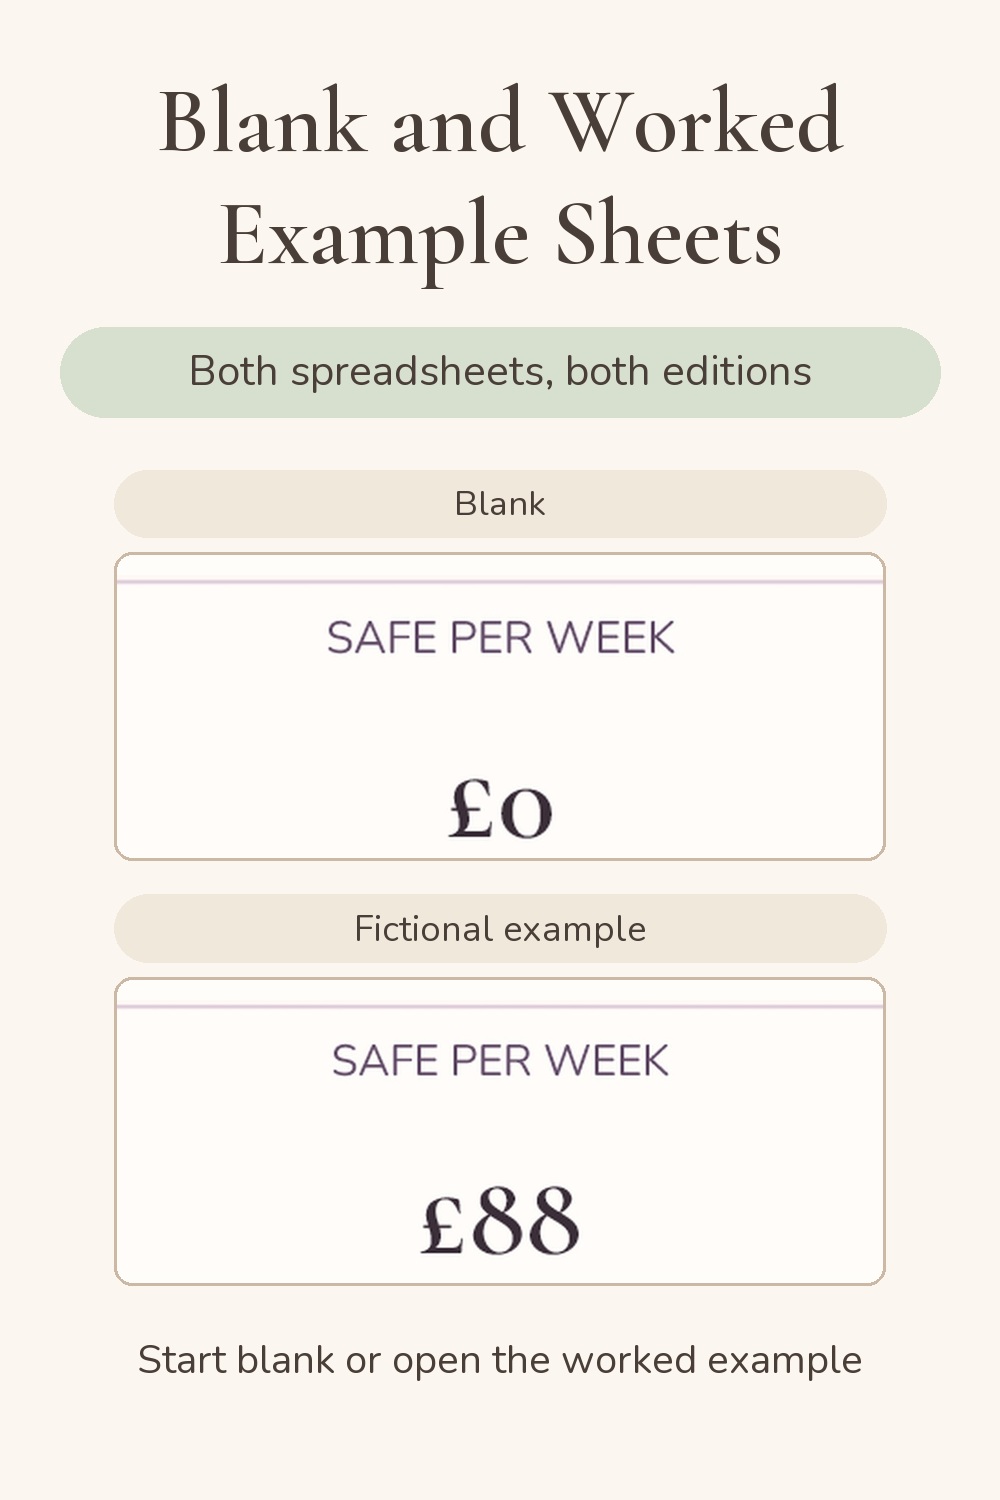 Blank and Worked
Example Sheets
Both spreadsheets, both editions
Blank
SAFE PER WEEK
£0
Fictional example
SAFE PER WEEK
£88
Start blank or open the worked example